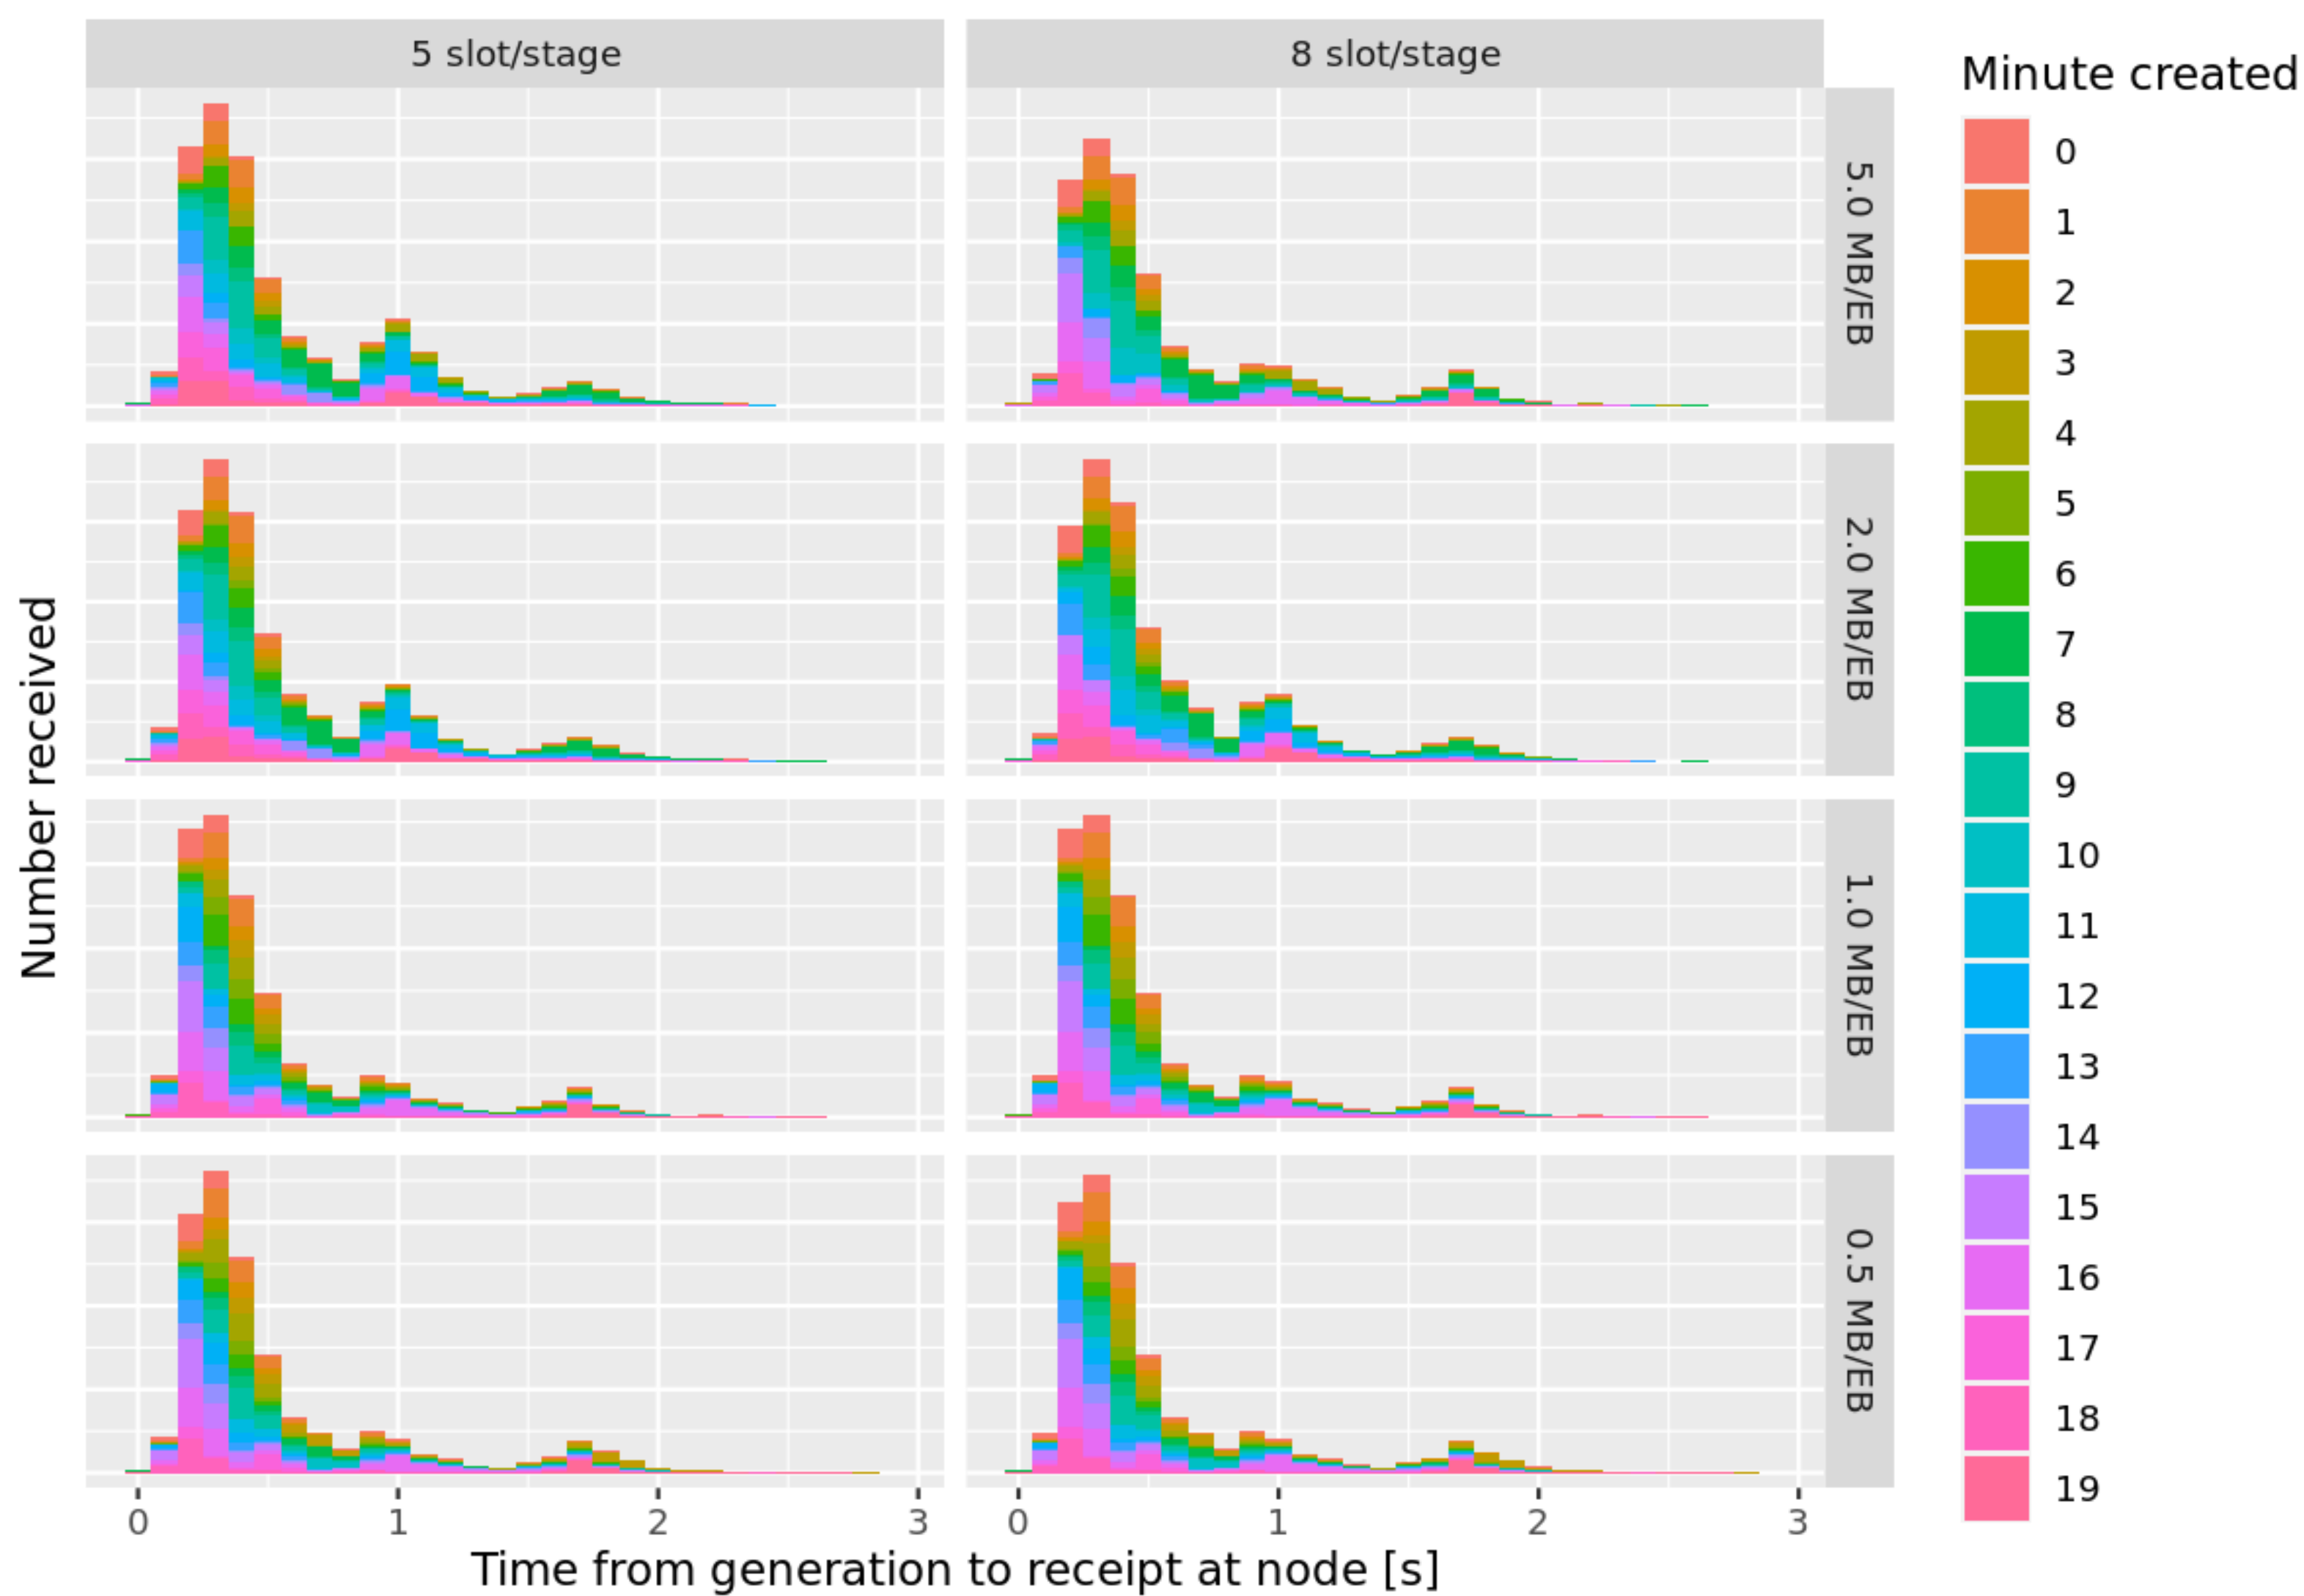 5 slot/stage
8 slot/stage
5.0 MB/EB
2.0 MB/EB
1.0 MB/EB
0.5 MB/EB
Number received
0 1 2 3
0 1 2 3
Time from generation to receipt at node [s]
Minute created
0
1
2
3
4
5
6
7
8
9
10
11
12
13
14
15
16
17
18
19